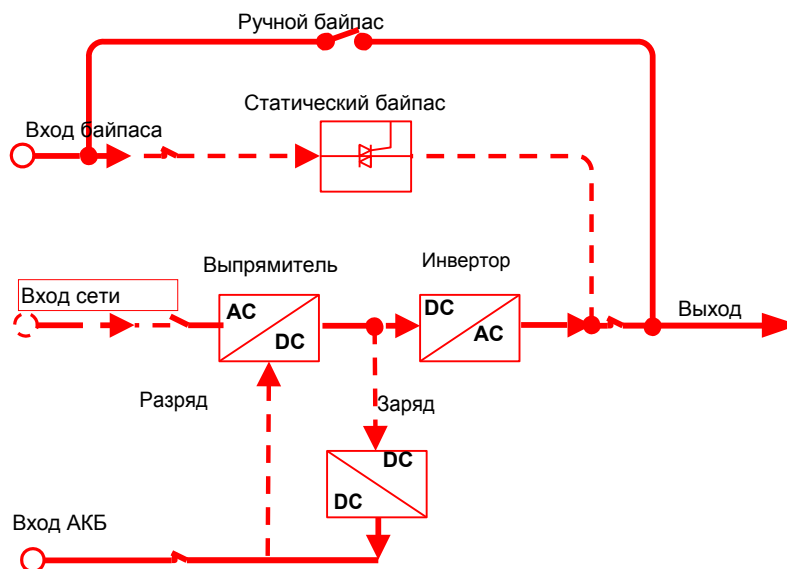 Ручной байпас
Статический байпас
Вход байпаса
Выпрямитель
Инвертор
Вход сети
AC
DC
DC
AC
Выход
Разряд
Заряд
DC
DC
Вход АКБ